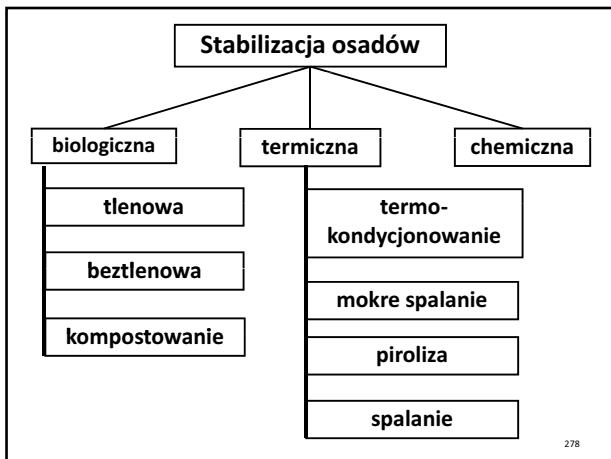 Stabilizacja osadów
biologiczna
termiczna
chemiczna
tlenowa
beztlenowa
kompostowanie
termo-
kondycjonowanie
mokre spalanie
piroliza
spalanie
278